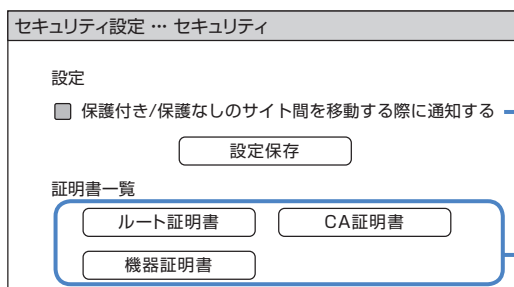 セキュリティ設定 … セキュリティ
設定
保護付き/保護なしのサイト間を移動する際に通知する
設定保存
証明書一覧
ルート証明書 CA証明書
機器証明書